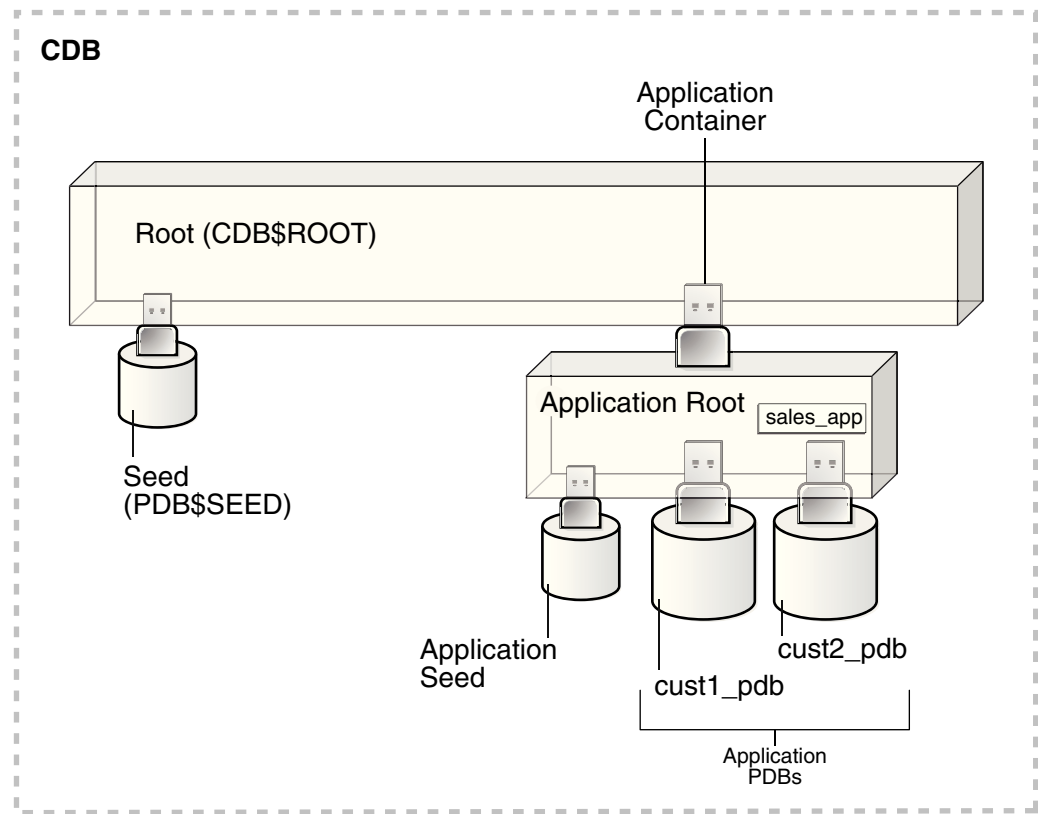 CDB
Application
Container
Root (CDB$ROOT)
Application Root
sales_app
Seed
(PDB$SEED)
Application
Seed
cust1_pdb
cust2_pdb
Application
PDBs